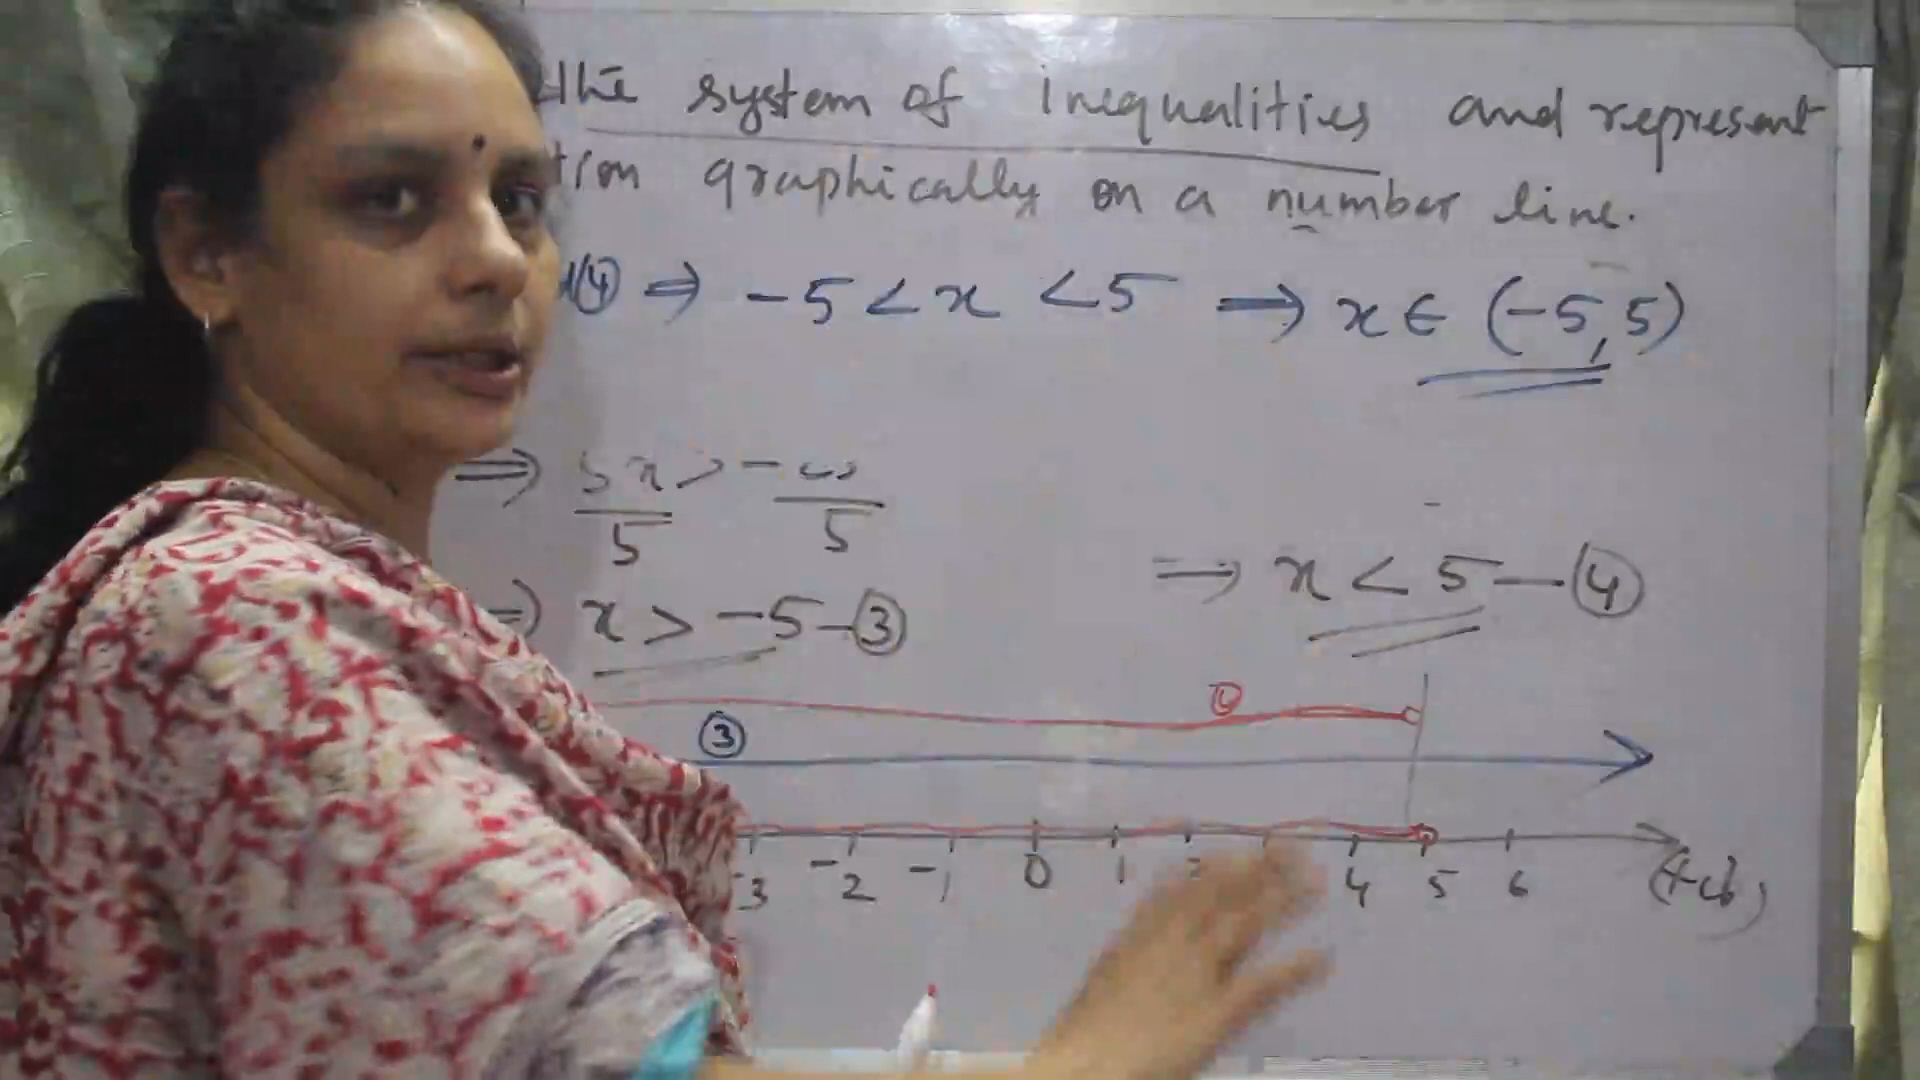 the system of inequalities and represent
tion graphically on a number line.
④ ⇒ -5 < x < 5 → x ∈ (-5, 5)
⇒ 5x/5 > -
/5
⇒ x < 5 — ④
⇒ x > -5 — ③
③
-3 -2 -1 0 1 2 4 5 6